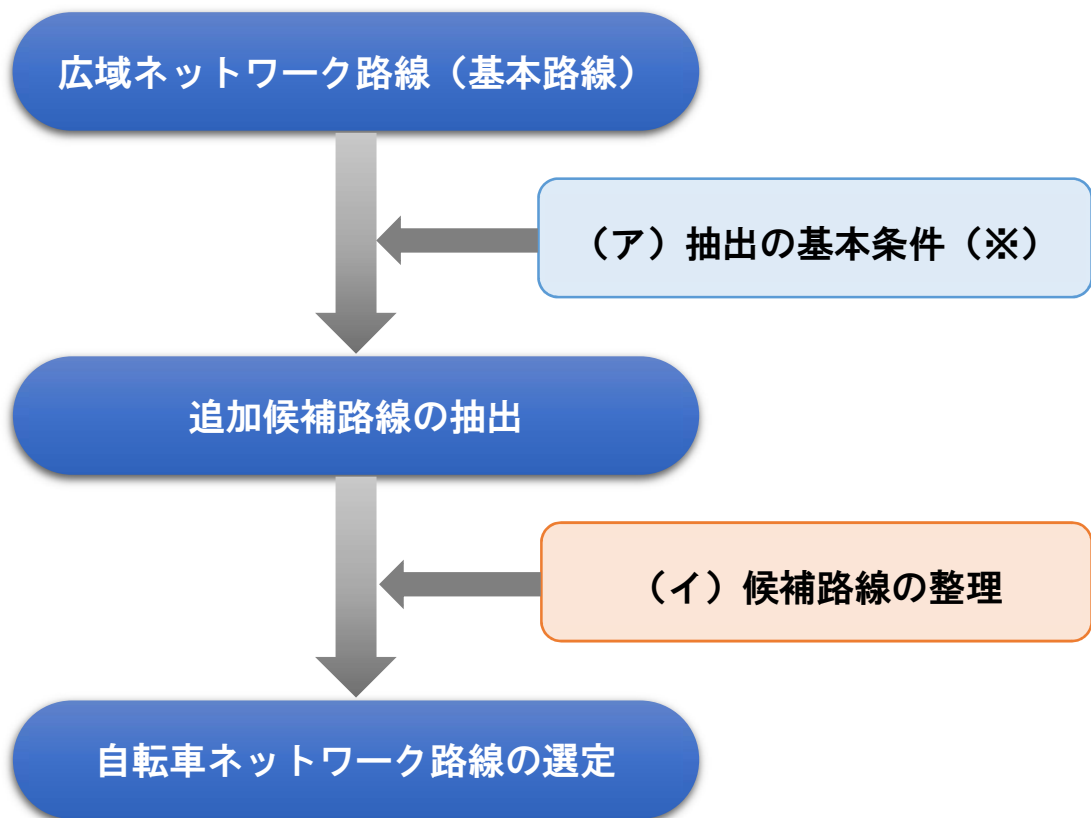 広域ネットワーク路線（基本路線）
（ア）抽出の基本条件（※）
追加候補路線の抽出
（イ）候補路線の整理
自転車ネットワーク路線の選定